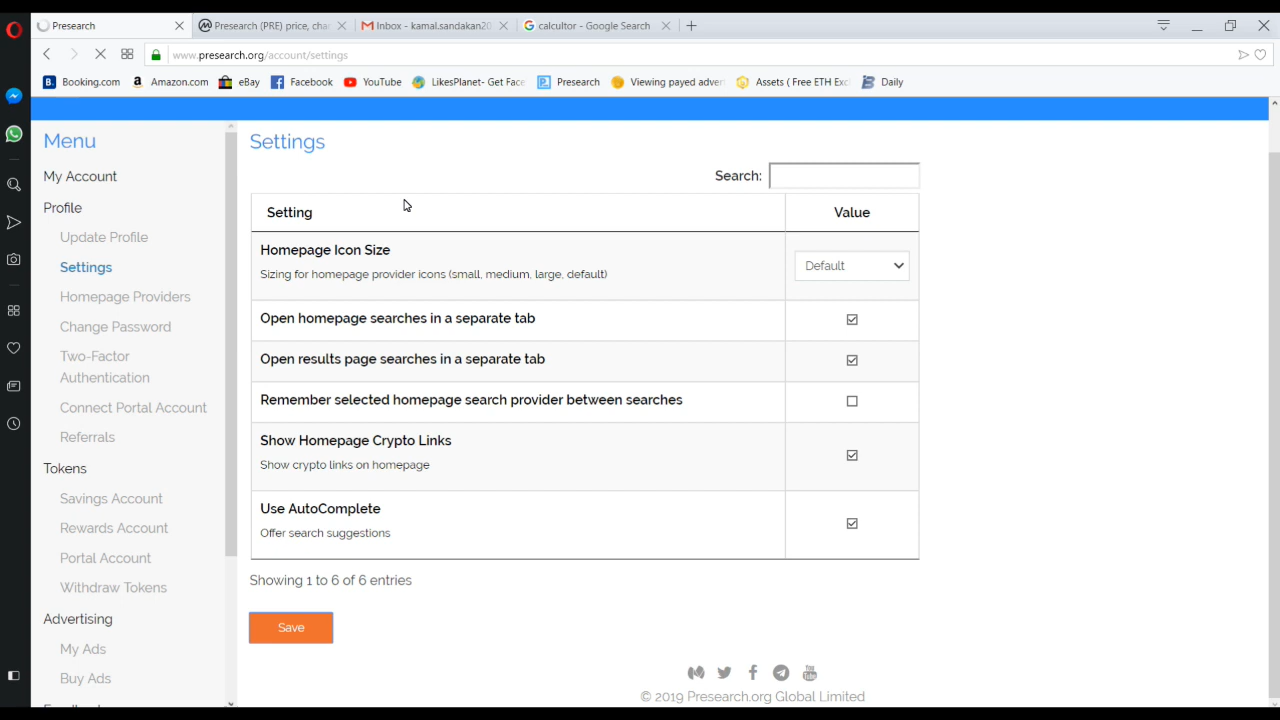 Presearch
Presearch (PRE) price, cha
Inbox - kamal.sandakan20
calcultor - Google Search
www.presearch.org/account/settings
Booking.com
Amazon.com
eBay
Facebook
YouTube
LikesPlanet- Get Face
Presearch
Viewing payed adver
Assets ( Free ETH Exc
Daily
Menu
My Account
Profile
Update Profile
Settings
Homepage Providers
Change Password
Two-Factor
Authentication
Connect Portal Account
Referrals
Tokens
Savings Account
Rewards Account
Portal Account
Withdraw Tokens
Advertising
My Ads
Buy Ads
Settings
Search:
Setting
Value
Homepage Icon Size
Sizing for homepage provider icons (small, medium, large, default)
Default
Open homepage searches in a separate tab
Open results page searches in a separate tab
Remember selected homepage search provider between searches
Show Homepage Crypto Links
Show crypto links on homepage
Use AutoComplete
Offer search suggestions
Showing 1 to 6 of 6 entries
Save
© 2019 Presearch.org Global Limited